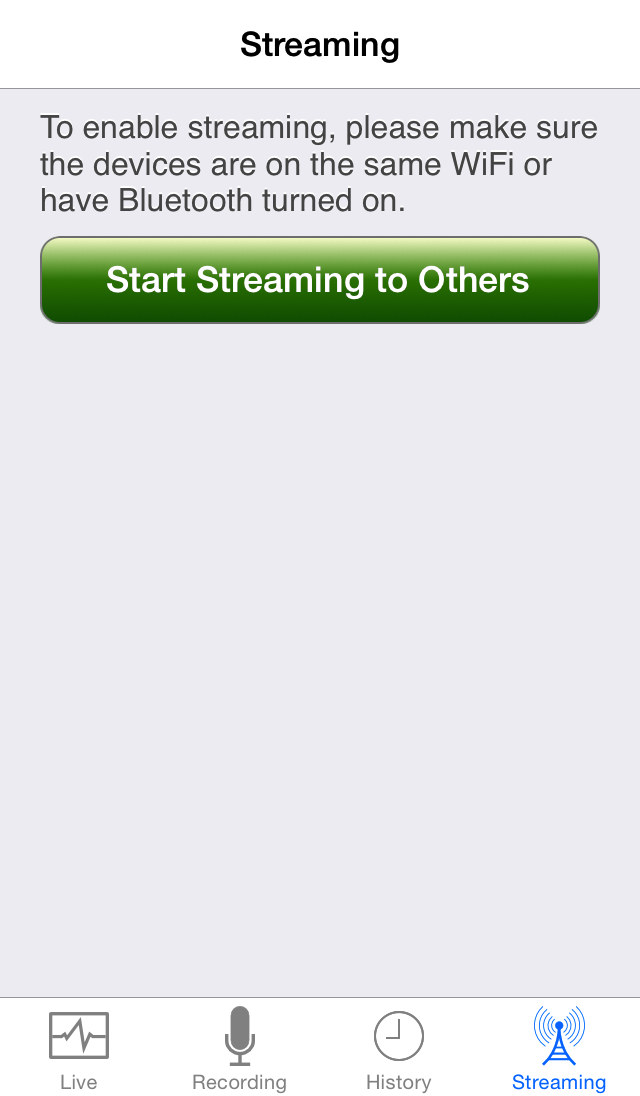 Streaming
To enable streaming, please make sure
the devices are on the same WiFi or
have Bluetooth turned on.
Start Streaming to Others
Live
Recording
History
Streaming